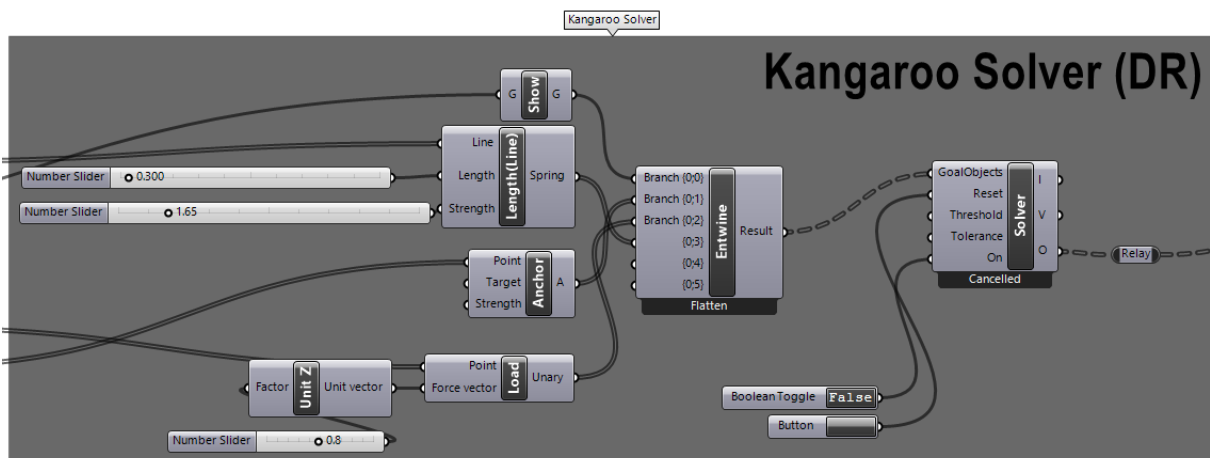 Kangaroo Solver
Kangaroo Solver (DR)
G Show G
Line
Length
Strength
Length(Line)
Spring
Number Slider 0.300
Number Slider 1.65
Point
Target
Strength
Anchor
A
Factor
Unit Z
Unit vector
Number Slider 0.8
Point
Force vector
Load
Unary
Branch {0;0}
Branch {0;1}
Branch {0;2}
{0;3}
{0;4}
{0;5}
Entwine
Result
Flatten
GoalObjects
Reset
Threshold
Tolerance
On
Solver
I
V
O
Cancelled
Relay
Boolean Toggle False
Button